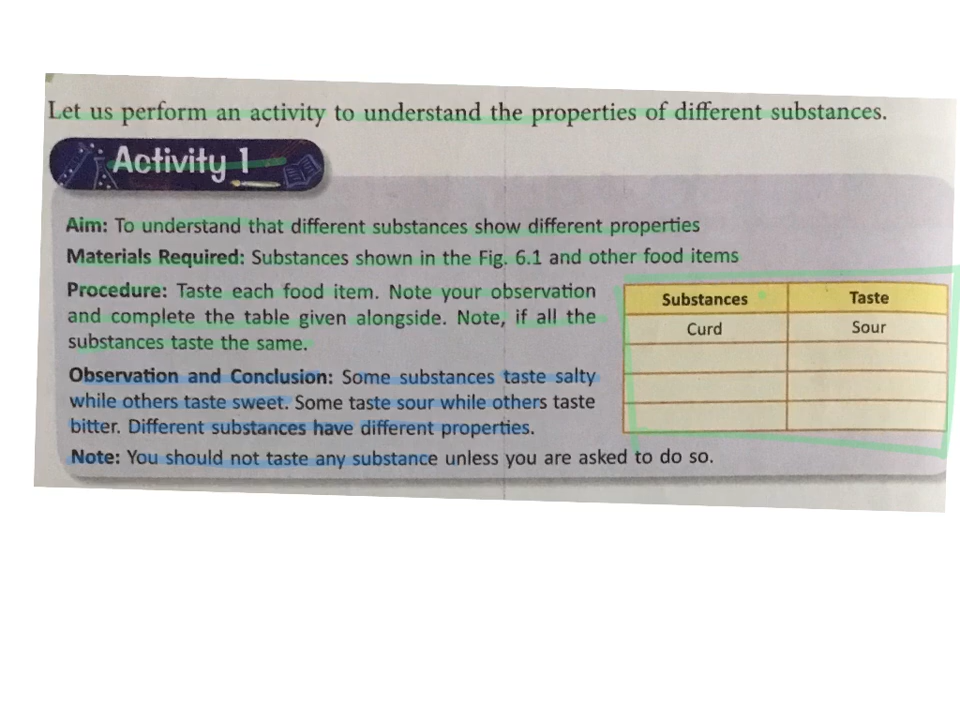 Let us perform an activity to understand the properties of different substances.
Activity 1
Aim: To understand that different substances show different properties
Materials Required: Substances shown in the Fig. 6.1 and other food items
Procedure: Taste each food item. Note your observation
and complete the table given alongside. Note, if all the
substances taste the same.
Substances Taste
Curd Sour
Observation and Conclusion: Some substances taste salty
while others taste sweet. Some taste sour while others taste
bitter. Different substances have different properties.
Note: You should not taste any substance unless you are asked to do so.